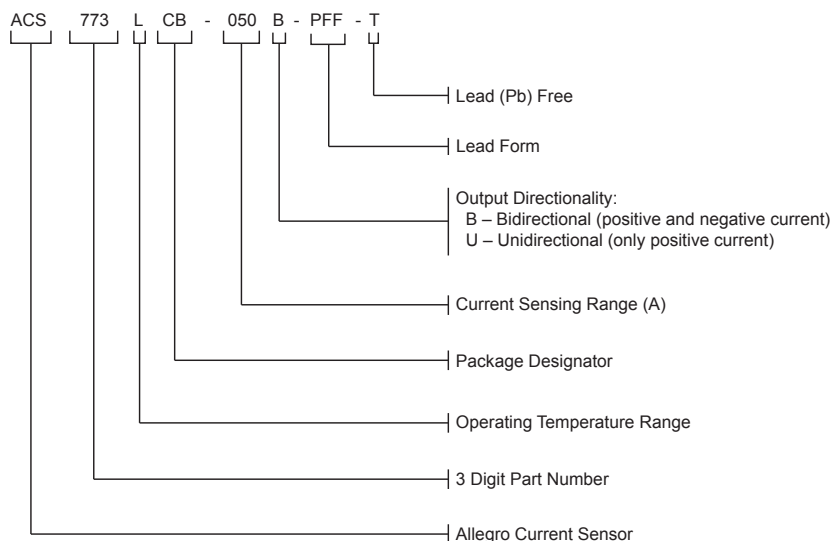 ACS 773 L CB - 050 B - PFF - T
Lead (Pb) Free
Lead Form
Output Directionality:
B – Bidirectional (positive and negative current)
U – Unidirectional (only positive current)
Current Sensing Range (A)
Package Designator
Operating Temperature Range
3 Digit Part Number
Allegro Current Sensor